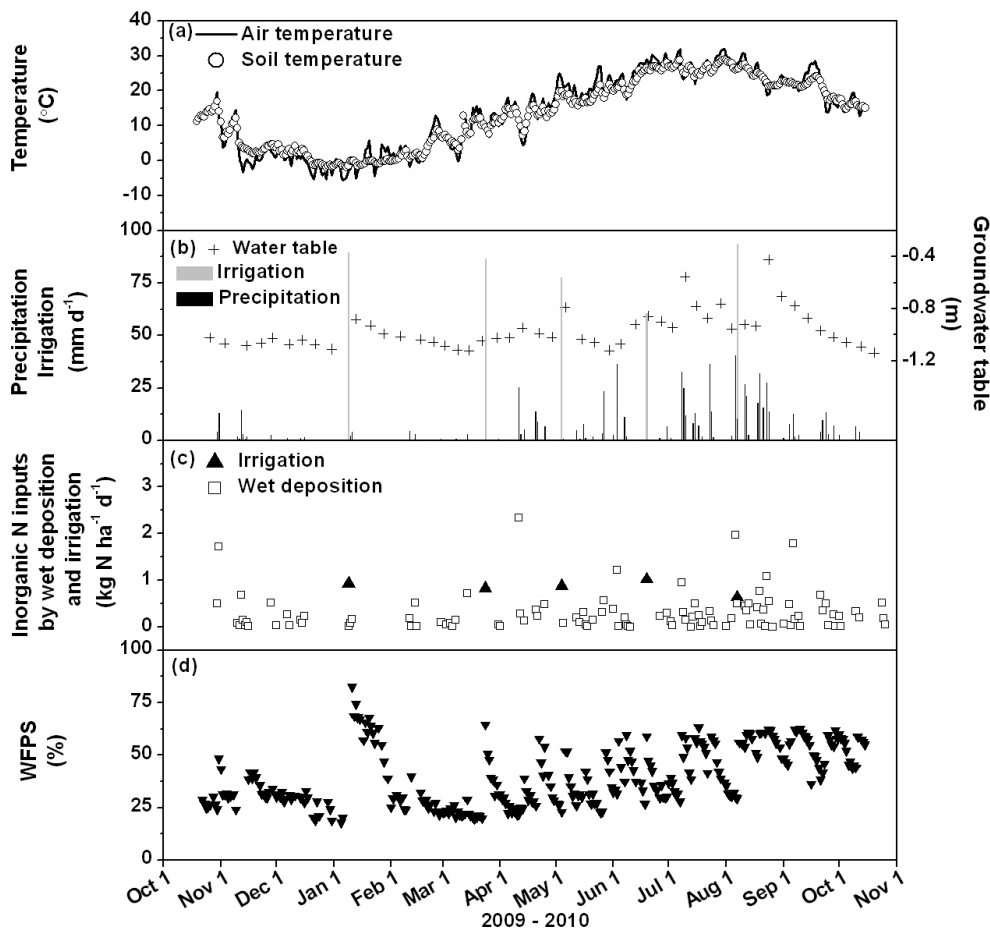 Temperature
(°C)
40
30
20
10
0
-10
(a)
Air temperature
Soil temperature
Precipitation
Irrigation
(mm d-1)
100
75
50
25
0
(b)
Water table
Irrigation
Precipitation
-0.4
-0.8
-1.2
Groundwater table
(m)
Inorganic N inputs
by wet deposition
and irrigation
(kg N ha-1 d-1)
3
2
1
0
(c)
Irrigation
Wet deposition
WFPS
(%)
100
75
50
25
0
(d)
Oct 1
Nov 1
Dec 1
Jan 1
Feb 1
Mar 1
Apr 1
May 1
Jun 1
Jul 1
Aug 1
Sep 1
Oct 1
Nov 1
2009 - 2010